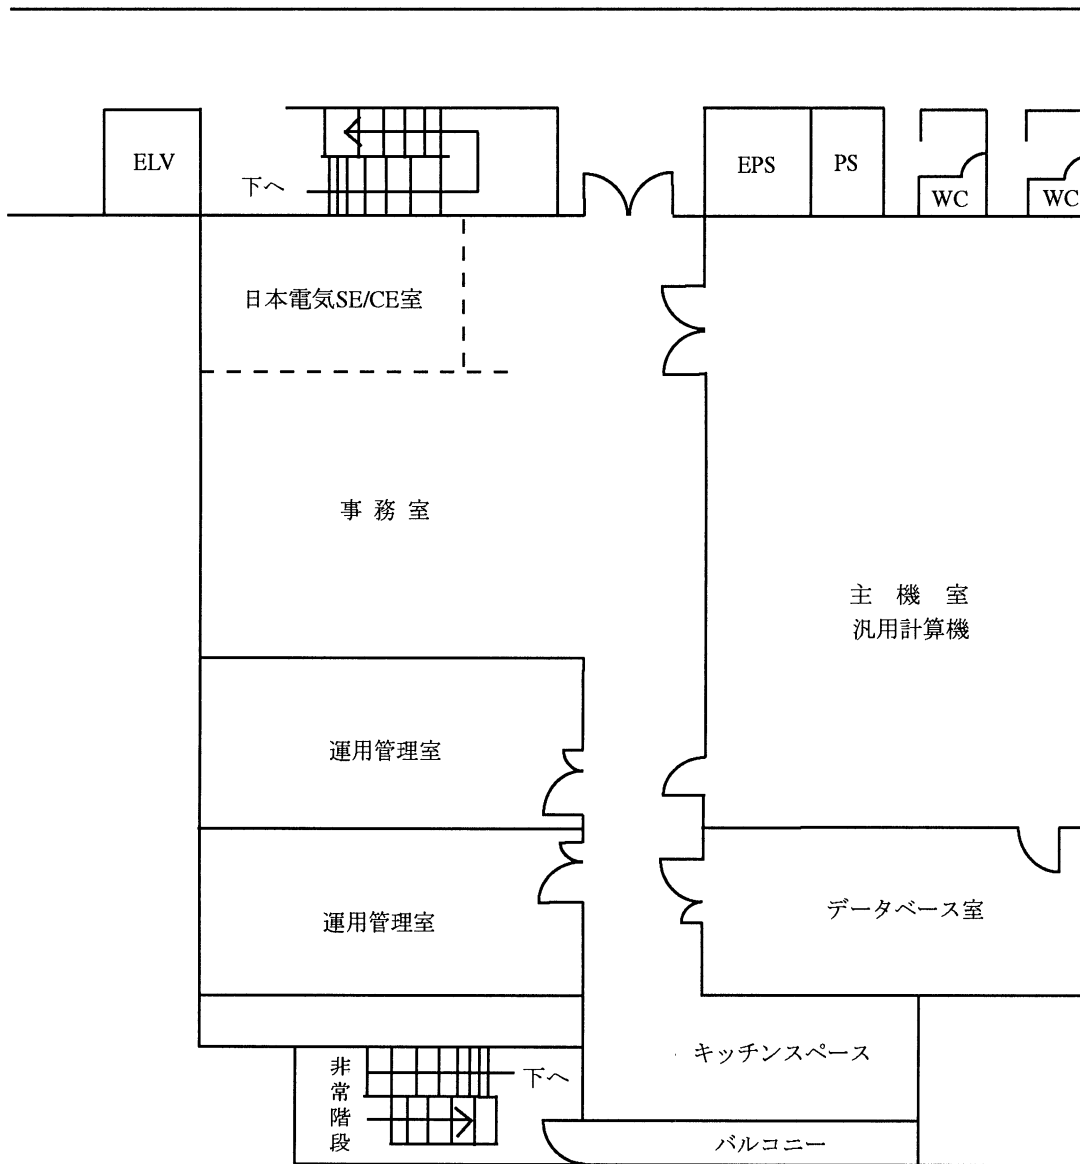 ELV
下へ
EPS
PS
WC
WC
日本電気SE/CE室
事務室
主機室
汎用計算機
運用管理室
運用管理室
データベース室
キッチンスペース
非常階段
下へ
バルコニー